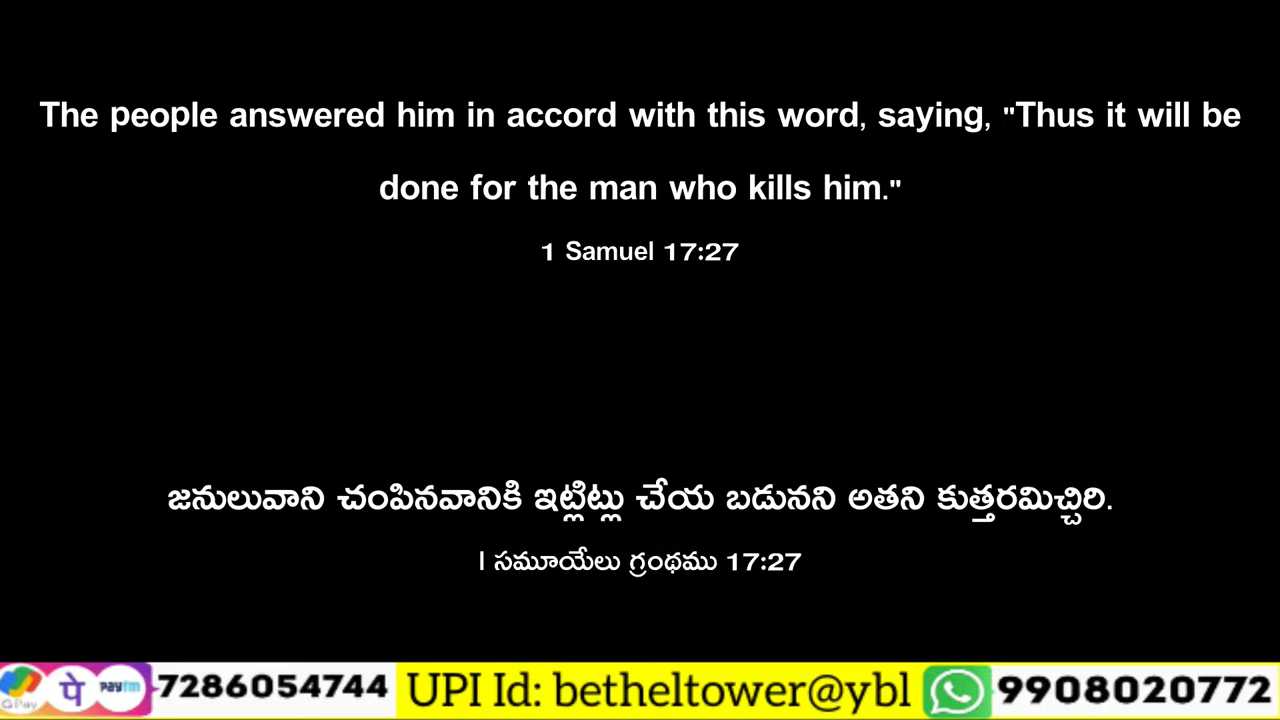 The people answered him in accord with this word, saying, "Thus it will be
done for the man who kills him."
1 Samuel 17:27
జనులువాని చంపినవానికి ఇట్లిట్లు చేయ బడునని అతని కుత్తరమిచ్చిరి.
I సమూయేలు గ్రంథము 17:27
G Pay पे paytm 7286054744 UPI Id: betheltower@ybl 9908020772